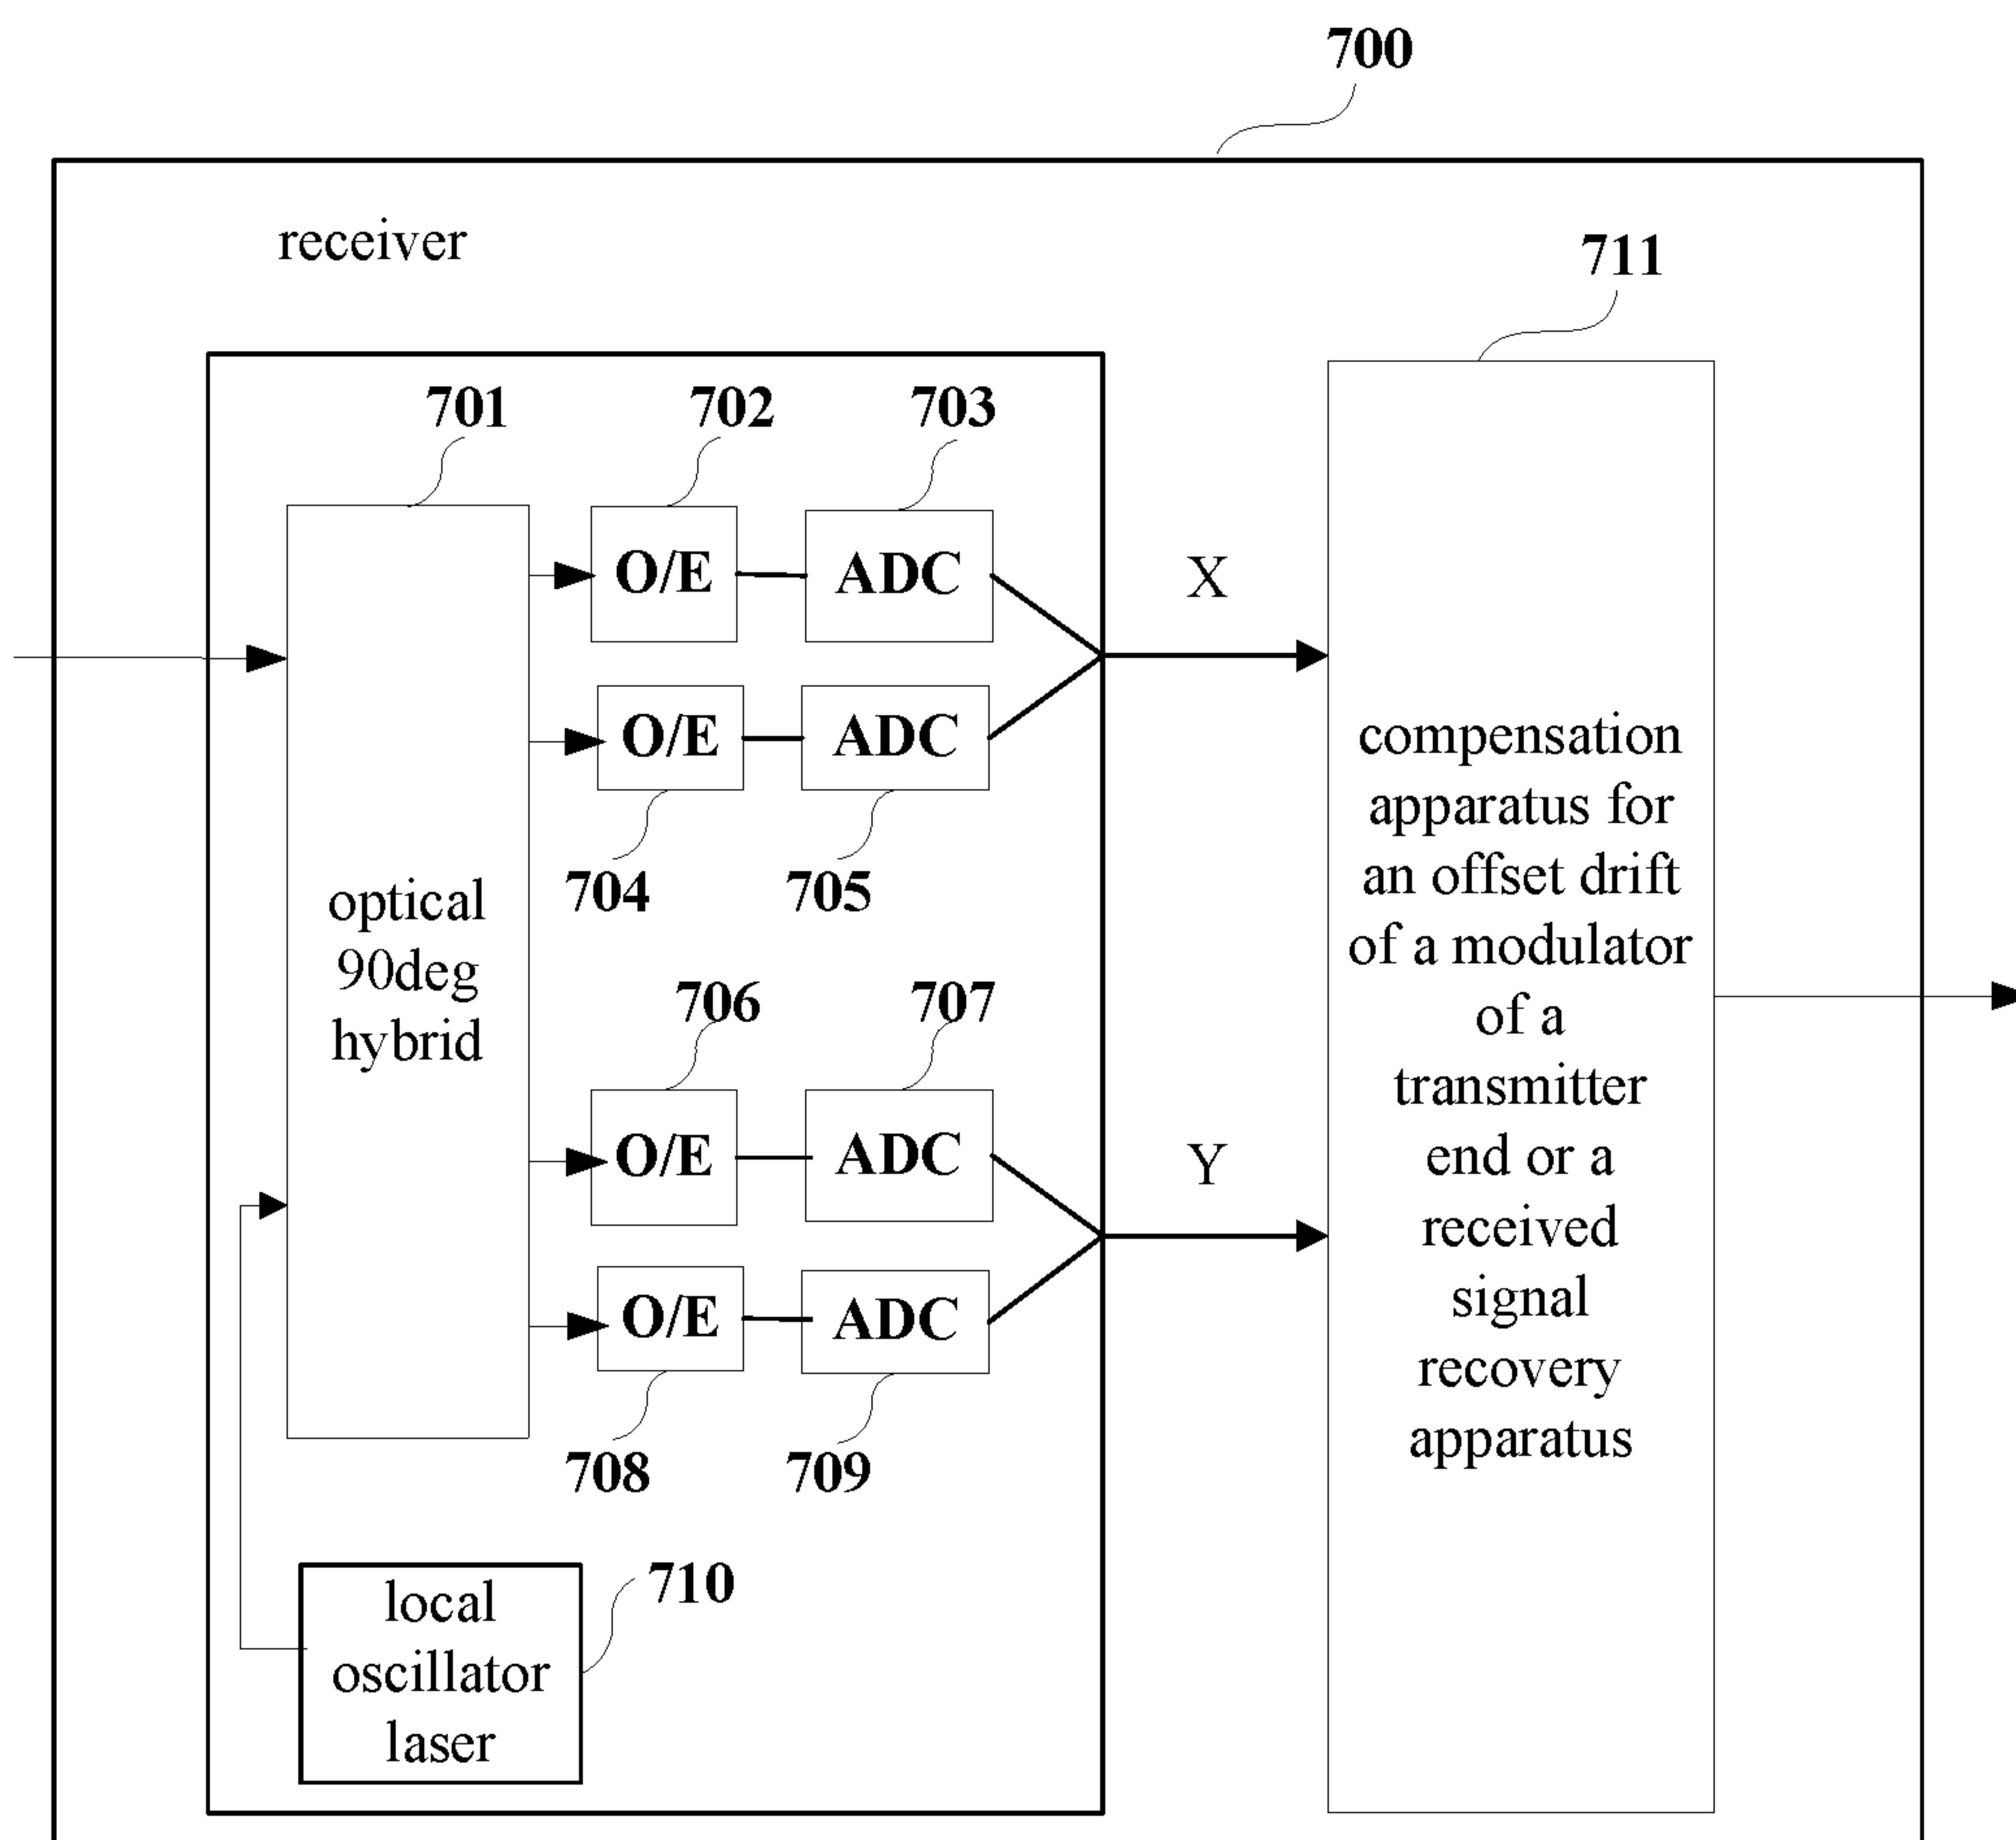 700
receiver
711
701
702
703
O/E
ADC
X
O/E
ADC
704
705
optical
90deg
hybrid
706
707
O/E
ADC
Y
O/E
ADC
708
709
710
local
oscillator
laser
compensation
apparatus for
an offset drift
of a modulator
of a
transmitter
end or a
received
signal
recovery
apparatus